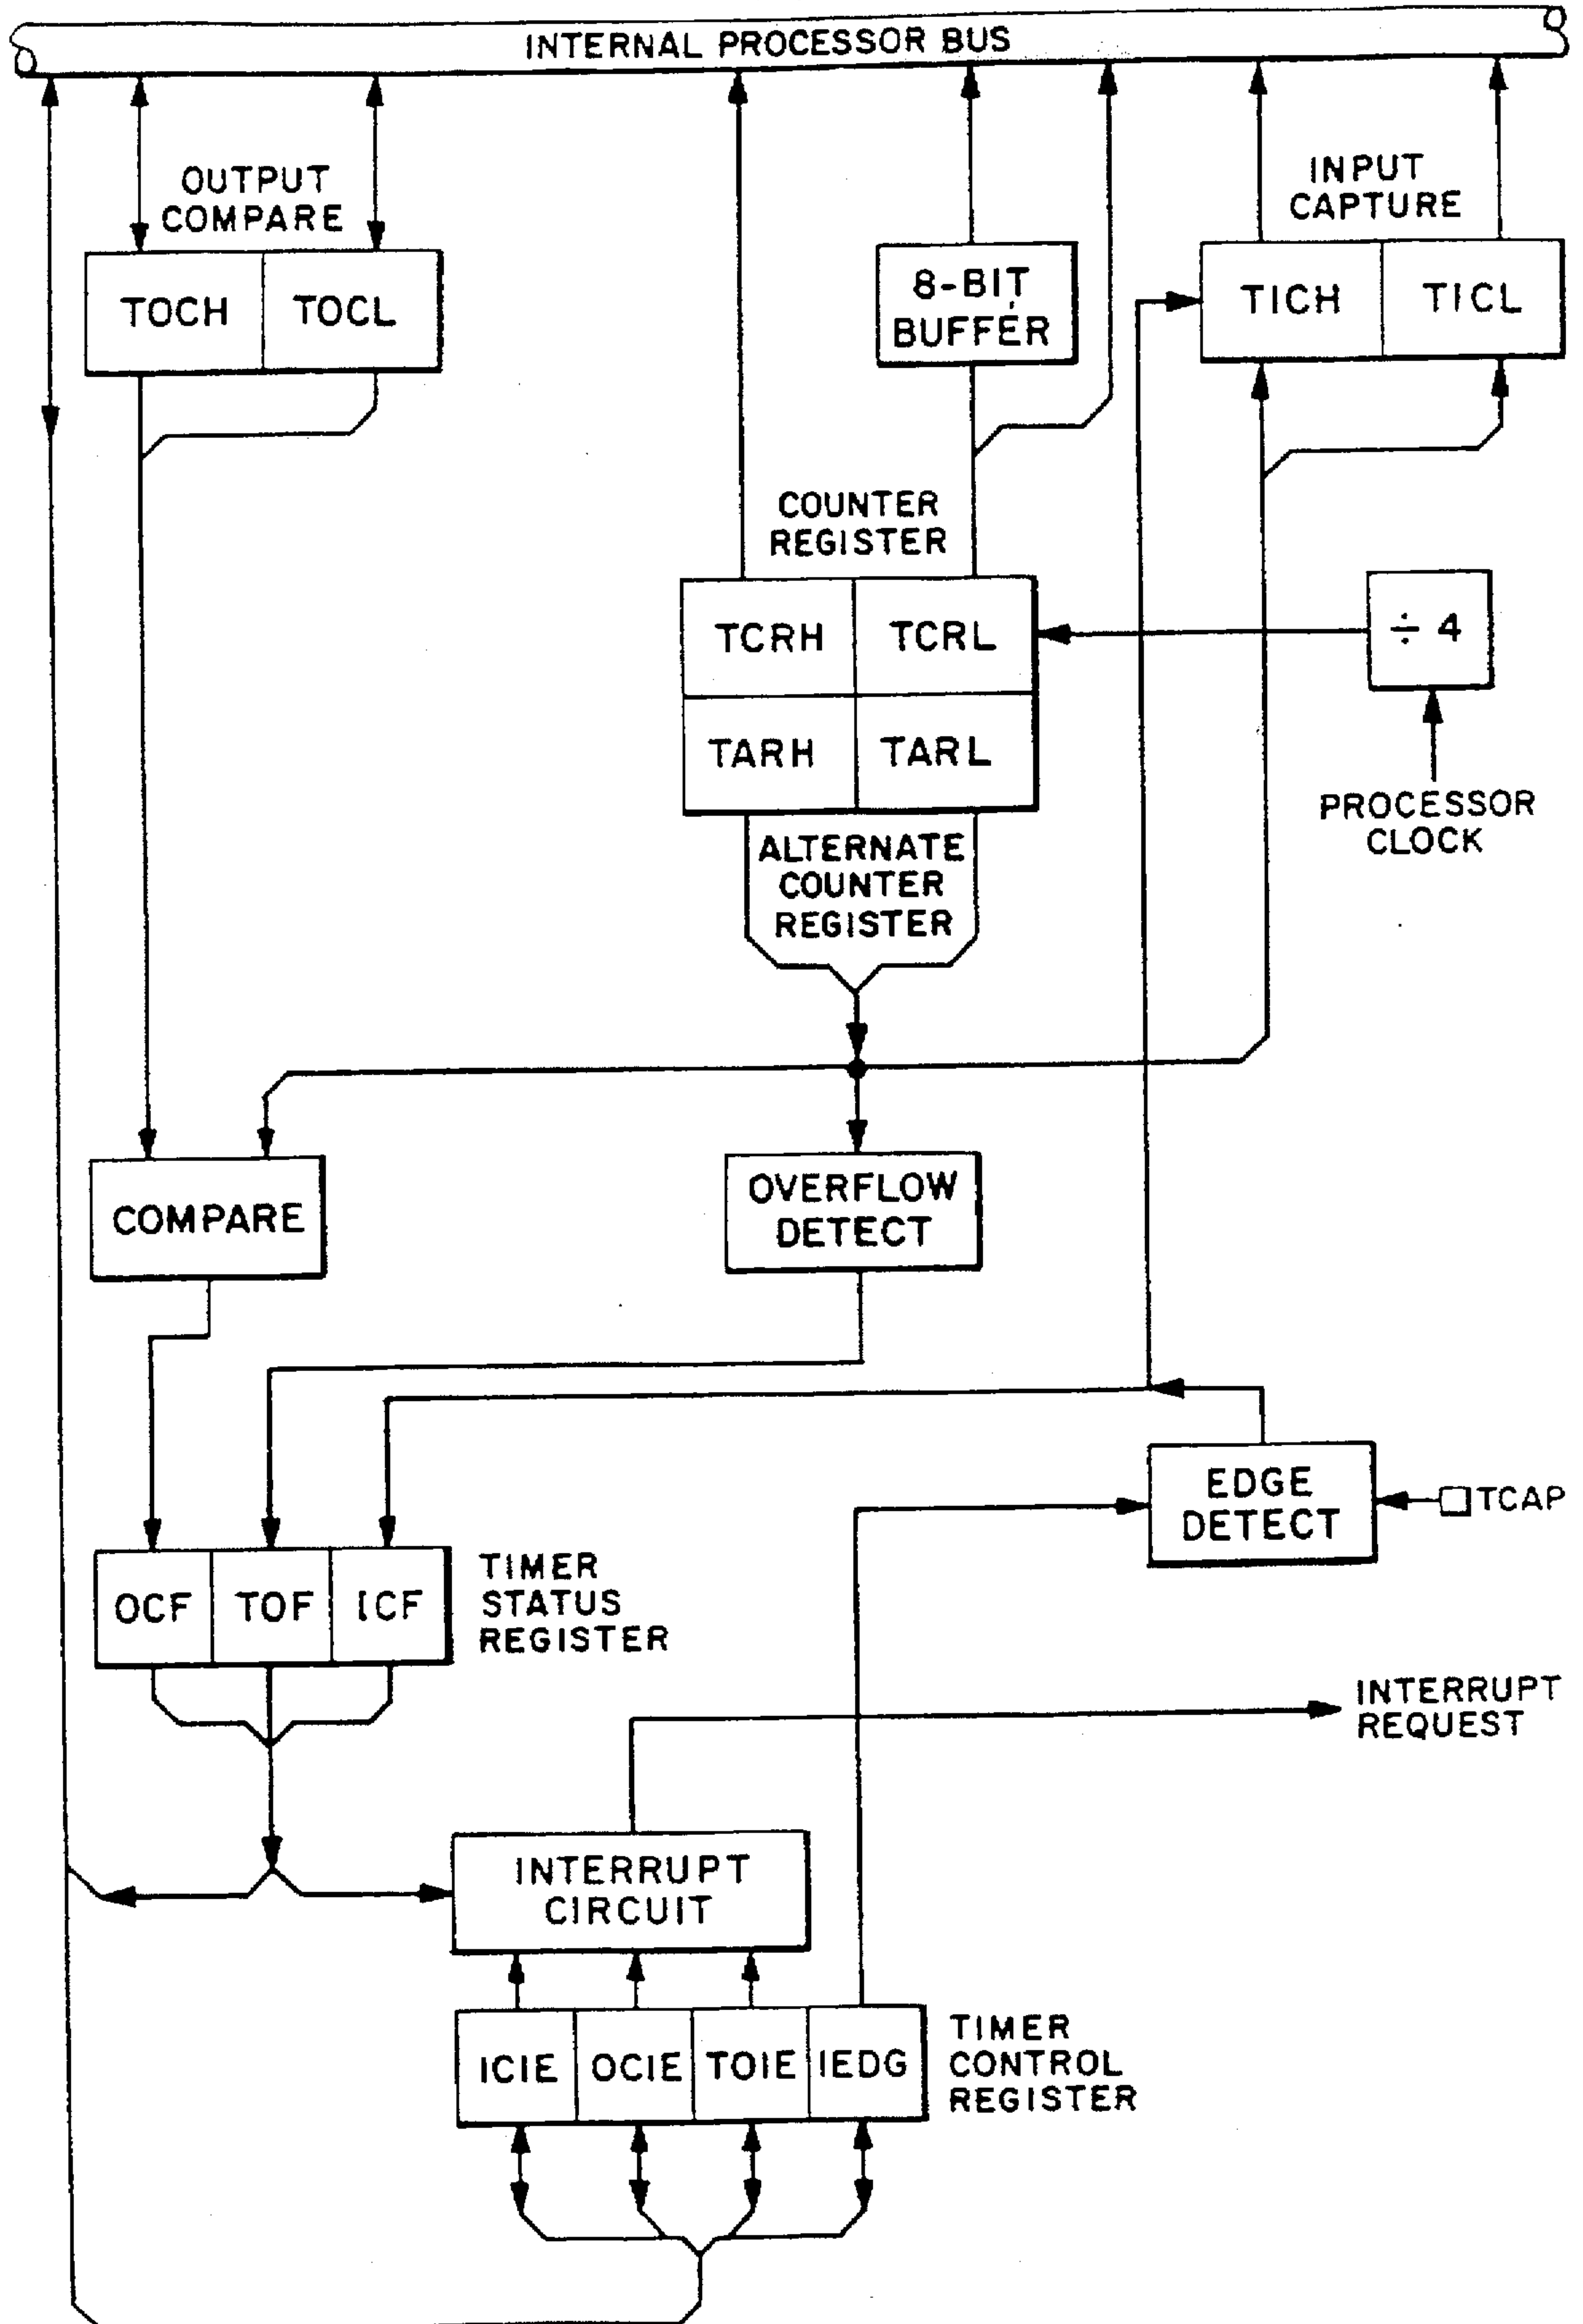 INTERNAL PROCESSOR BUS
OUTPUT
COMPARE
INPUT
CAPTURE
TOCH
TOCL
8-BIT
BUFFER
TICH
TICL
COUNTER
REGISTER
TCRH
TCRL
÷ 4
TARH
TARL
PROCESSOR
CLOCK
ALTERNATE
COUNTER
REGISTER
COMPARE
OVERFLOW
DETECT
EDGE
DETECT
TCAP
OCF
TOF
ICF
TIMER
STATUS
REGISTER
INTERRUPT
REQUEST
INTERRUPT
CIRCUIT
ICIE
OCIE
TOIE
IEDG
TIMER
CONTROL
REGISTER